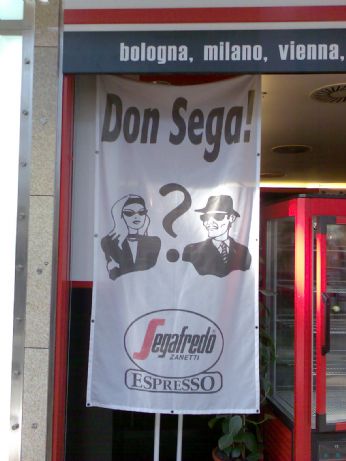 bologna, milano, vienna,
Don Sega!
?
Segafredo
ZANETTI
ESPRESSO